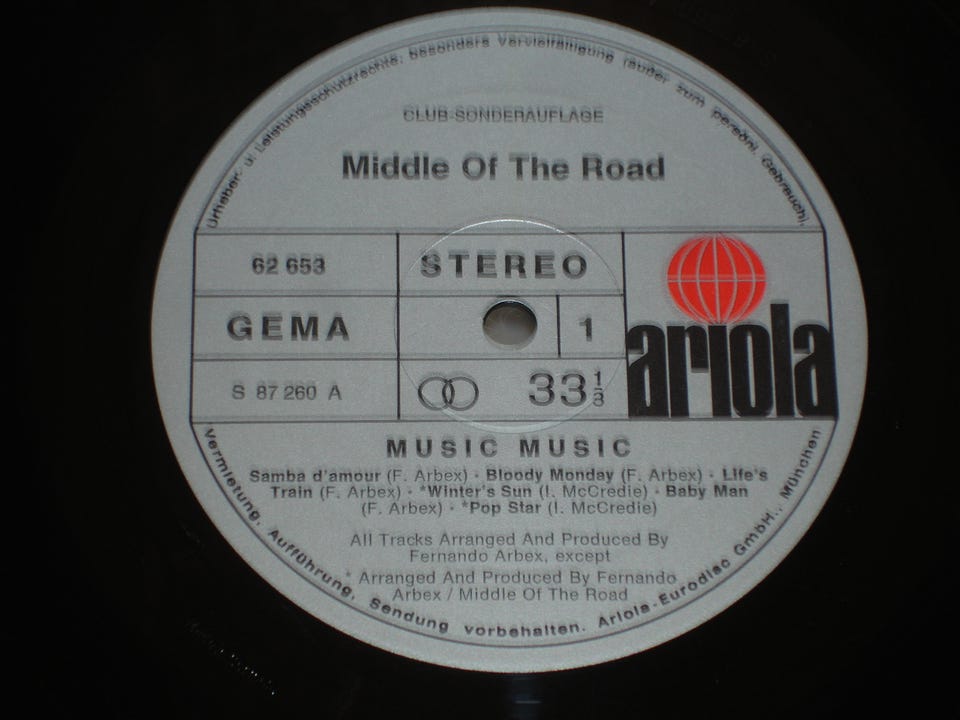 Urheber- u. Leistungsschutzrechte, besonders Vervielfältigung (außer zum persönl. Gebrauch),
CLUB-SONDERAUFLAGE
Middle Of The Road
62 653
STEREO
GEMA
1
S 87 260 A
33 1/3
ariola
MUSIC MUSIC
Samba d'amour (F. Arbex) · Bloody Monday (F. Arbex) · Life's
Train (F. Arbex) · *Winter's Sun (I. McCredie) · Baby Man
(F. Arbex) · *Pop Star (I. McCredie)
All Tracks Arranged And Produced By
Fernando Arbex, except
* Arranged And Produced By Fernando
Arbex / Middle Of The Road
Vermietung, Aufführung, Sendung vorbehalten. Ariola-Eurodisc GmbH., München